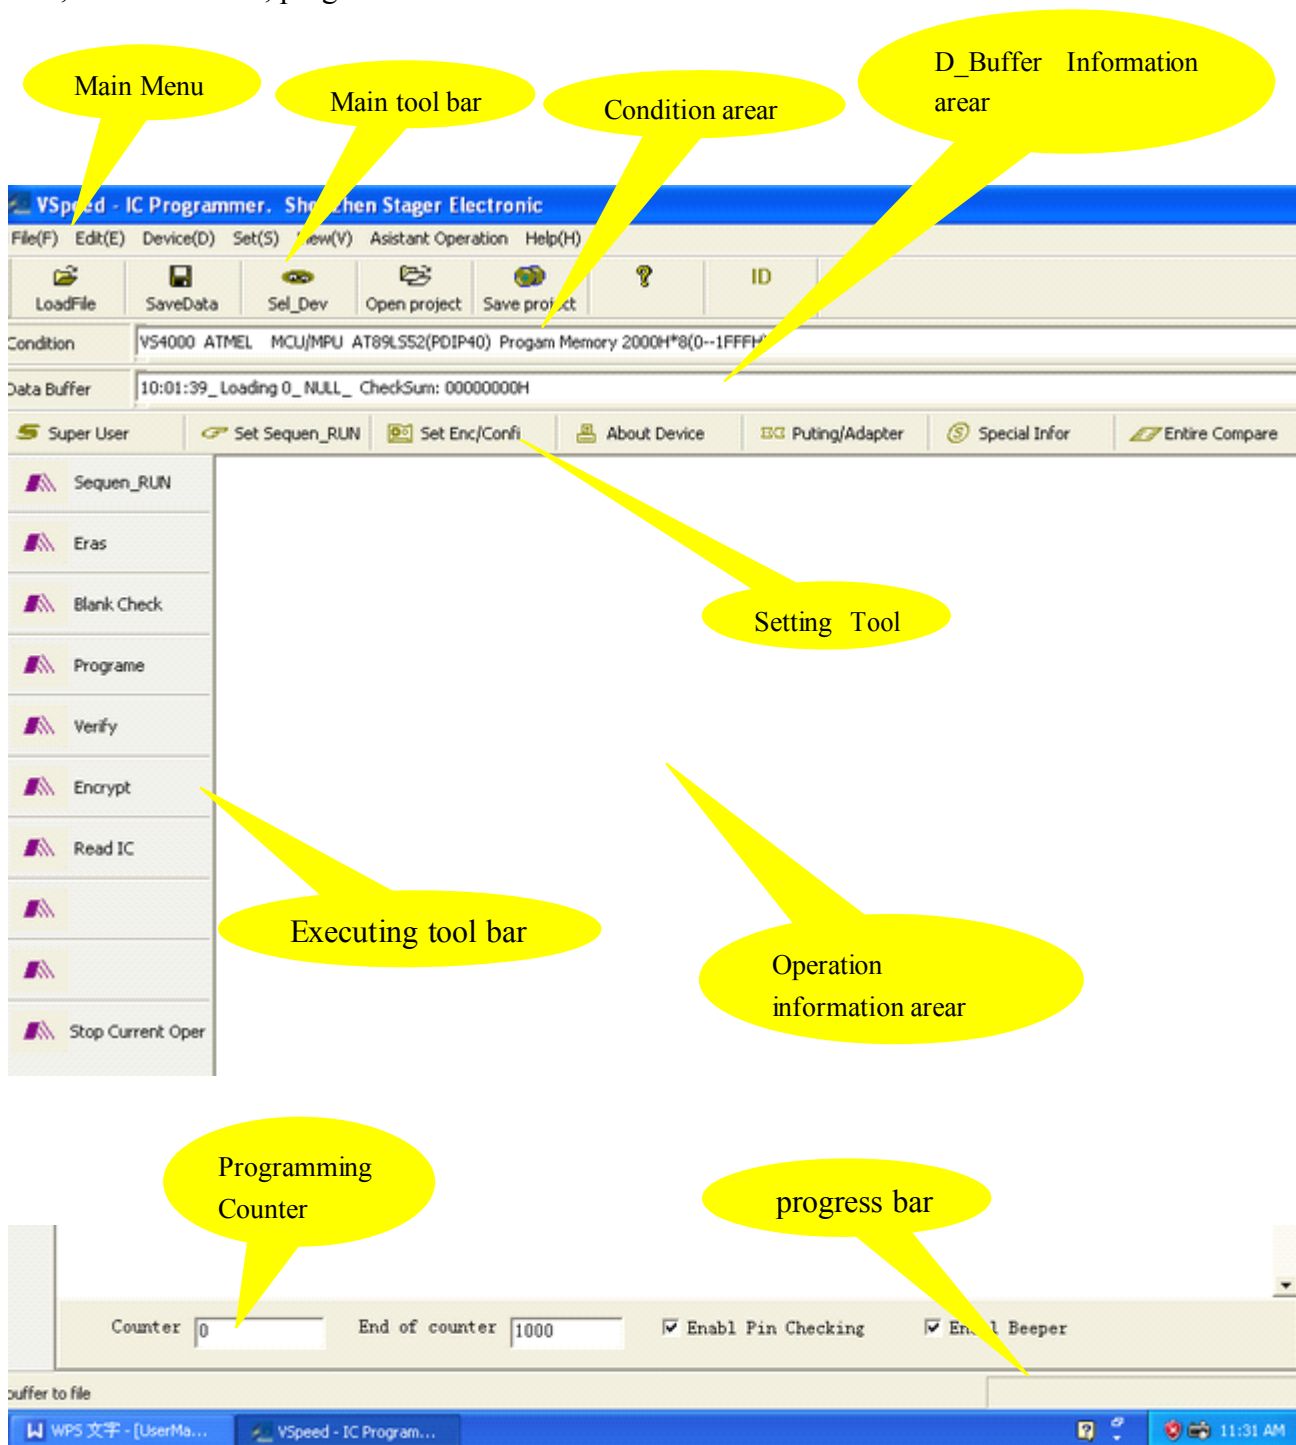 Main Menu
Main tool bar
Condition arear
D_Buffer Information
arear
VSpeed - IC Programmer. Shenzhen Stager Electronic
File(F) Edit(E) Device(D) Set(S) View(V) Asistant Operation Help(H)
LoadFile SaveData Sel_Dev Open project Save project ID
Condition VS4000 ATMEL MCU/MPU AT89LS52(PDIP40) Progam Memory 2000H*8(0--1FFFH)
Data Buffer 10:01:39_Loading 0_NULL_ CheckSum: 00000000H
Super User Set Sequen_RUN Set Enc/Confi About Device Puting/Adapter Special Infor Entire Compare
Sequen_RUN
Eras
Blank Check
Setting Tool
Programe
Verify
Encrypt
Read IC
Executing tool bar
Operation
information arear
Stop Current Oper
Programming
Counter
progress bar
Counter 0 End of counter 1000 Enabl Pin Checking Enabl Beeper
buffer to file
WPS 文字 - [UserMa... VSpeed - IC Program... 11:31 AM